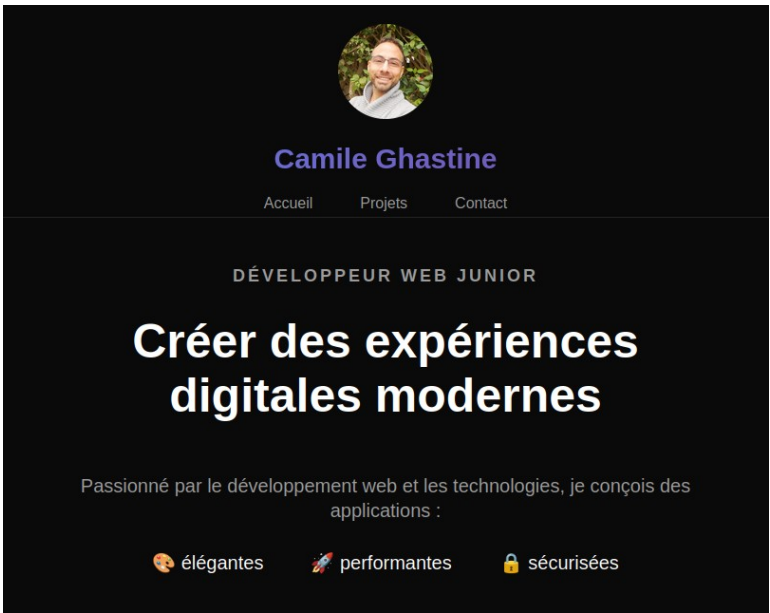 Camile Ghastine
Accueil Projets Contact
DÉVELOPPEUR WEB JUNIOR
Créer des expériences
digitales modernes
Passionné par le développement web et les technologies, je conçois des
applications :
🎨 élégantes 🚀 performantes 🔒 sécurisées